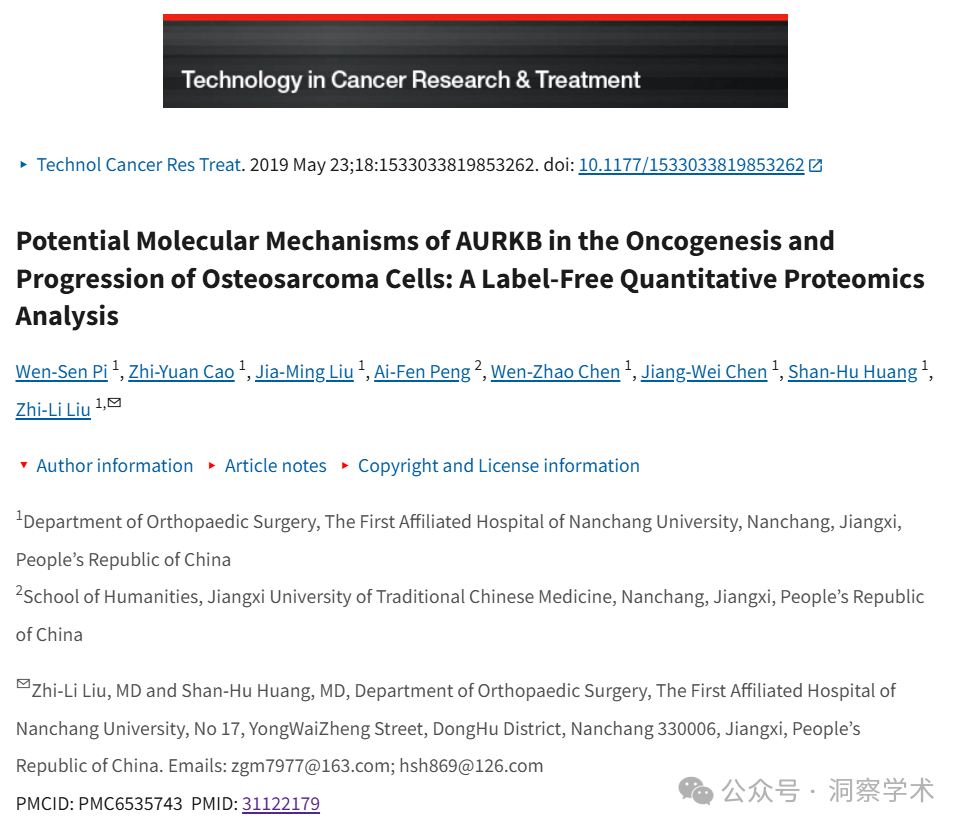 Technology in Cancer Research & Treatment
Technol Cancer Res Treat. 2019 May 23;18:1533033819853262. doi: 10.1177/1533033819853262
Potential Molecular Mechanisms of AURKB in the Oncogenesis and
Progression of Osteosarcoma Cells: A Label-Free Quantitative Proteomics
Analysis
Wen-Sen Pi 1, Zhi-Yuan Cao 1, Jia-Ming Liu 1, Ai-Fen Peng 2, Wen-Zhao Chen 1, Jiang-Wei Chen 1, Shan-Hu Huang 1,
Zhi-Li Liu 1,✉
Author information Article notes Copyright and License information
1Department of Orthopaedic Surgery, The First Affiliated Hospital of Nanchang University, Nanchang, Jiangxi,
People’s Republic of China
2School of Humanities, Jiangxi University of Traditional Chinese Medicine, Nanchang, Jiangxi, People’s Republic
of China
✉Zhi-Li Liu, MD and Shan-Hu Huang, MD, Department of Orthopaedic Surgery, The First Affiliated Hospital of
Nanchang University, No 17, YongWaiZheng Street, DongHu District, Nanchang 330006, Jiangxi, People’s
Republic of China. Emails: zgm7977@163.com; hsh869@126.com
PMCID: PMC6535743 PMID: 31122179
公众号 · 洞察学术